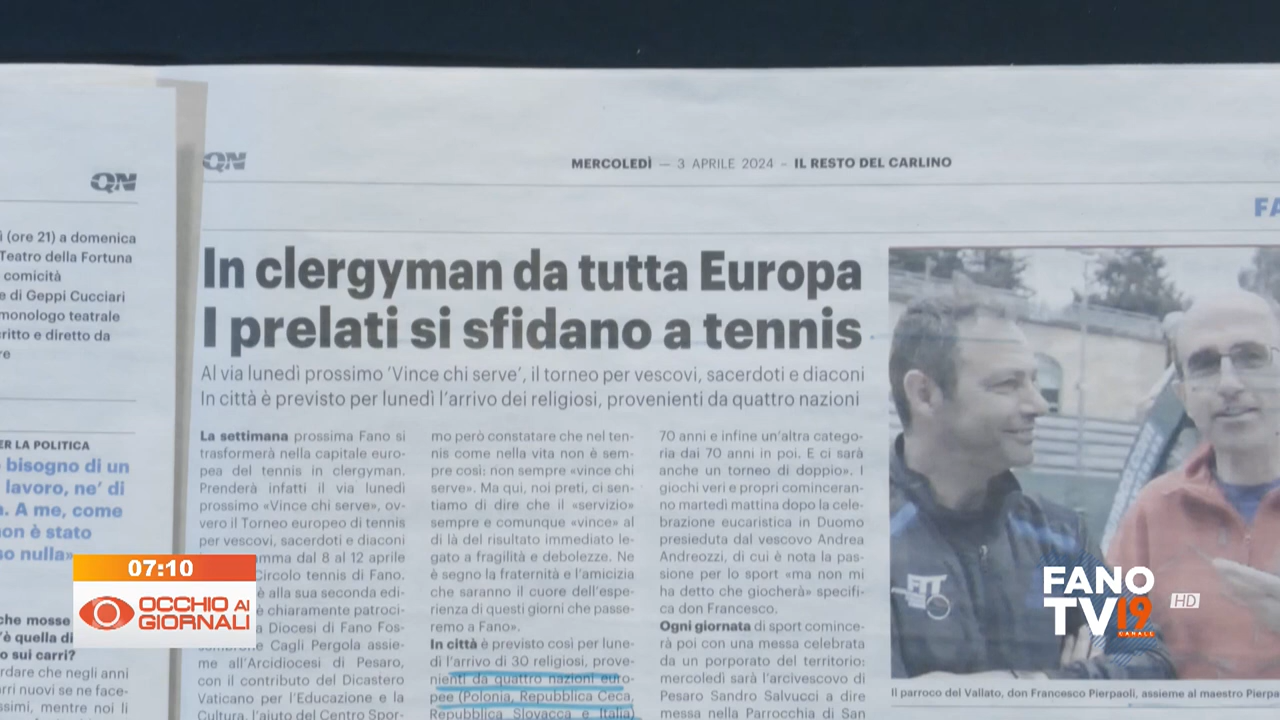 QN
ì (ore 21) a domenica
Teatro della Fortuna
comicità
e di Geppi Cucciari
monologo teatrale
ritto e diretto da
re
ER LA POLITICA
bisogno di un
lavoro, ne' di
. A me, come
non è stato
so nulla»
che mosse
'è quella di
o sui carri?
rdare che negli anni
rri nuovi se ne face-
ssimi, mentre noi li
QN
MERCOLEDÌ — 3 APRILE 2024 – IL RESTO DEL CARLINO
FA
In clergyman da tutta Europa
I prelati si sfidano a tennis
Al via lunedì prossimo 'Vince chi serve', il torneo per vescovi, sacerdoti e diaconi
In città è previsto per lunedì l'arrivo dei religiosi, provenienti da quattro nazioni
La settimana prossima Fano si
trasformerà nella capitale euro-
pea del tennis in clergyman.
Prenderà infatti il via lunedì
prossimo «Vince chi serve», ov-
vero il Torneo europeo di tennis
per vescovi, sacerdoti e diaconi
amma dal 8 al 12 aprile
Circolo tennis di Fano.
è alla sua seconda edi-
è chiaramente patroci-
a Diocesi di Fano Fos-
sombrone Cagli Pergola assie-
me all'Arcidiocesi di Pesaro,
con il contributo del Dicastero
Vaticano per l'Educazione e la
Cultura, l'aiuto del Centro Spor-
mo però constatare che nel ten-
nis come nella vita non è sem-
pre così: non sempre «vince chi
serve». Ma qui, noi preti, ci sen-
tiamo di dire che il «servizio»
sempre e comunque «vince» al
di là del risultato immediato le-
gato a fragilità e debolezze. Ne
è segno la fraternità e l'amicizia
che saranno il cuore dell'espe-
rienza di questi giorni che passe-
remo a Fano».
In città è previsto così per lune-
dì l'arrivo di 30 religiosi, prove-
nienti da quattro nazioni euro-
pee (Polonia, Repubblica Ceca,
Repubblica Slovacca e Italia)
70 anni e infine un'altra catego-
ria dai 70 anni in poi. E ci sarà
anche un torneo di doppio». I
giochi veri e propri cominceran-
no martedì mattina dopo la cele-
brazione eucaristica in Duomo
presieduta dal vescovo Andrea
Andreozzi, di cui è nota la pas-
sione per lo sport «ma non mi
ha detto che giocherà» specifi-
ca don Francesco.
Ogni giornata di sport comince-
rà poi con una messa celebrata
da un porporato del territorio:
mercoledì sarà l'arcivescovo di
Pesaro Sandro Salvucci a dire
messa nella Parrocchia di San
FIT
Il parroco del Vallato, don Francesco Pierpaoli, assieme al maestro Pierpa
07:10
OCCHIO AI
GIORNALI
FANO
TV19
CANALE
HD